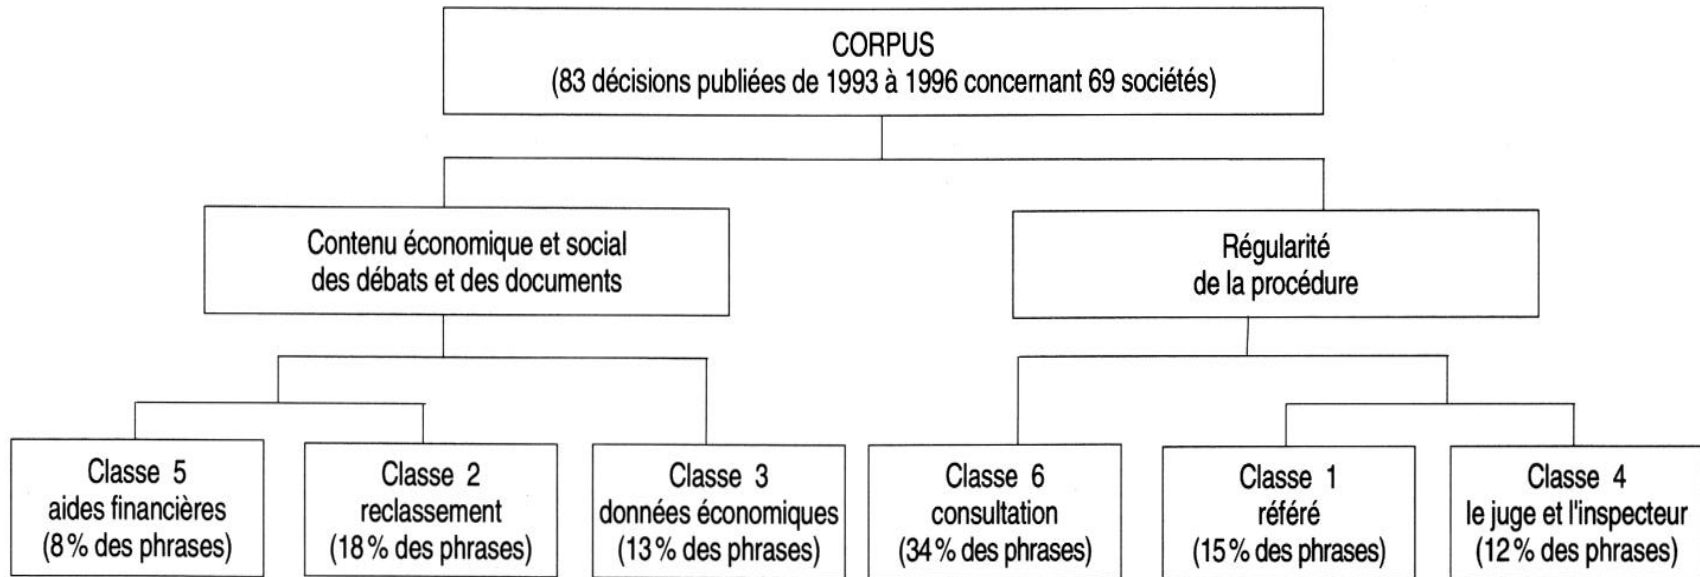 CORPUS
(83 décisions publiées de 1993 à 1996 concernant 69 sociétés)
Contenu économique et social
des débats et des documents
Régularité
de la procédure
Classe 5
aides financières
(8 % des phrases)
Classe 2
reclassement
(18 % des phrases)
Classe 3
données économiques
(13 % des phrases)
Classe 6
consultation
(34 % des phrases)
Classe 1
référé
(15 % des phrases)
Classe 4
le juge et l'inspecteur
(12 % des phrases)